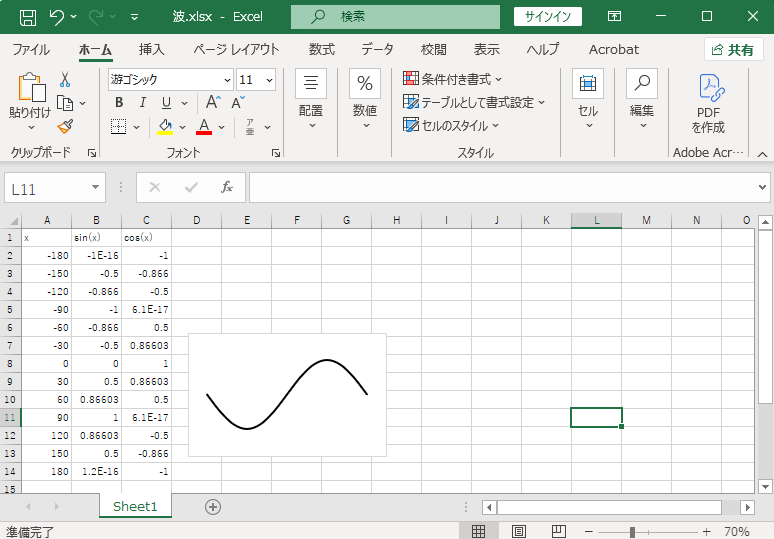 波.xlsx - Excel 検索 サインイン
ファイル ホーム 挿入 ページ レイアウト 数式 データ 校閲 表示 ヘルプ Acrobat 共有
貼り付け
クリップボード
游ゴシック 11
B I U A A
A ア亜
フォント
配置
% 数値
条件付き書式
テーブルとして書式設定
セルのスタイル
スタイル
セル
編集
PDF
を作成
Adobe Acr…
L11 fx
A B C D E F G H I J K L M N O
1 x sin(x) cos(x)
2 -180 -1E-16 -1
3 -150 -0.5 -0.866
4 -120 -0.866 -0.5
5 -90 -1 6.1E-17
6 -60 -0.866 0.5
7 -30 -0.5 0.86603
8 0 0 1
9 30 0.5 0.86603
10 60 0.86603 0.5
11 90 1 6.1E-17
12 120 0.86603 -0.5
13 150 0.5 -0.866
14 180 1.2E-16 -1
15
Sheet1
準備完了 70%